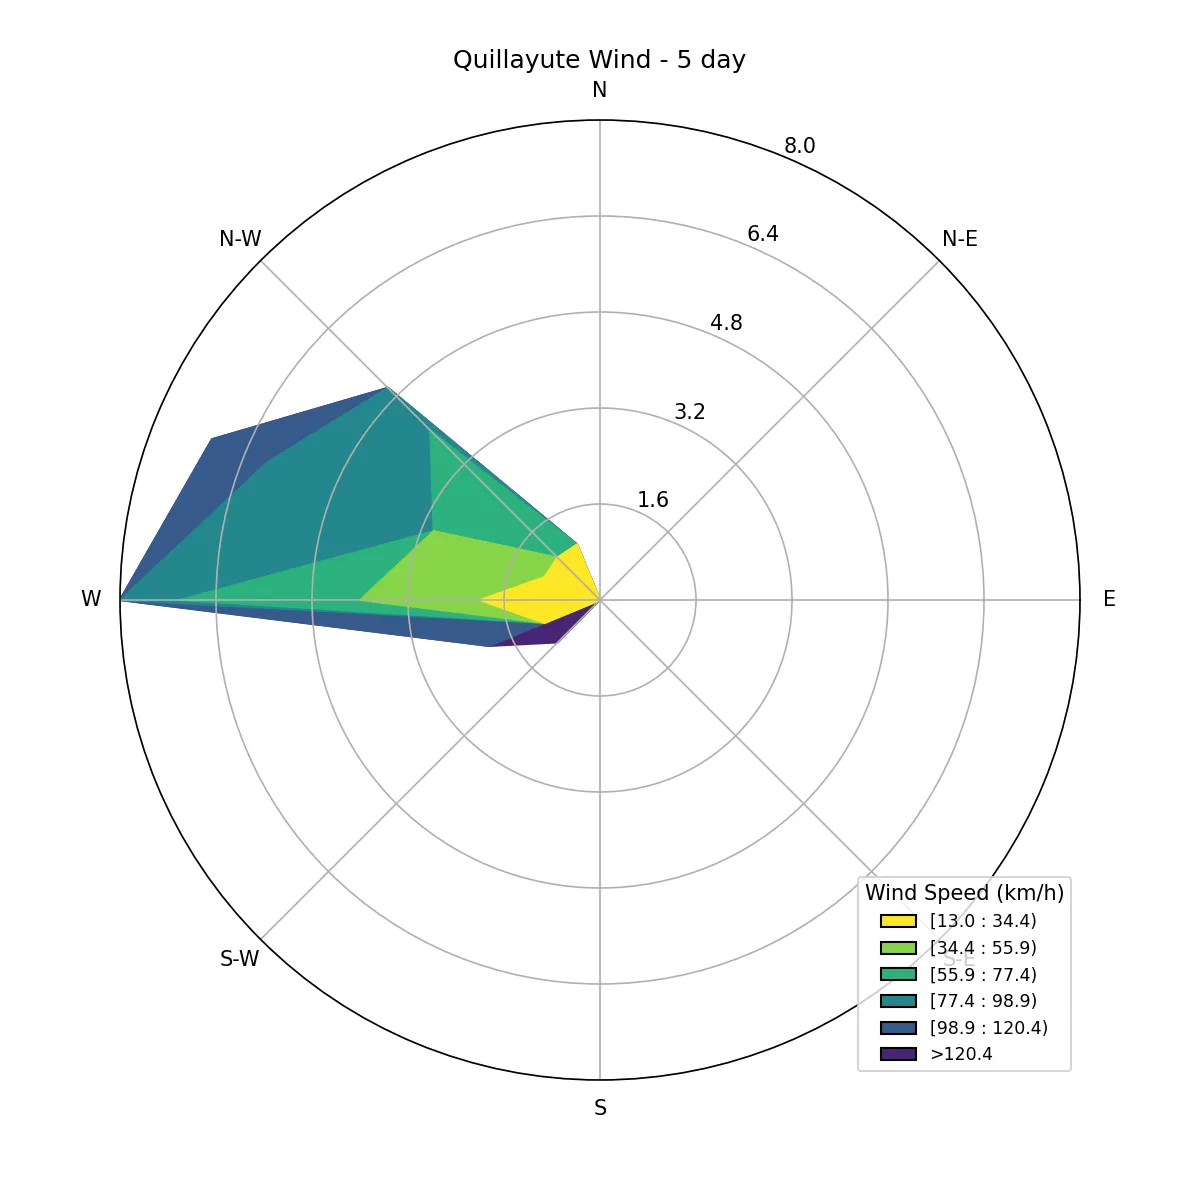 Quillayute Wind - 5 day
N
8.0
N-W
N-E
6.4
4.8
3.2
1.6
W
E
S-W
S-E
S
Wind Speed (km/h)
[13.0 : 34.4)
[34.4 : 55.9)
[55.9 : 77.4)
[77.4 : 98.9)
[98.9 : 120.4)
>120.4